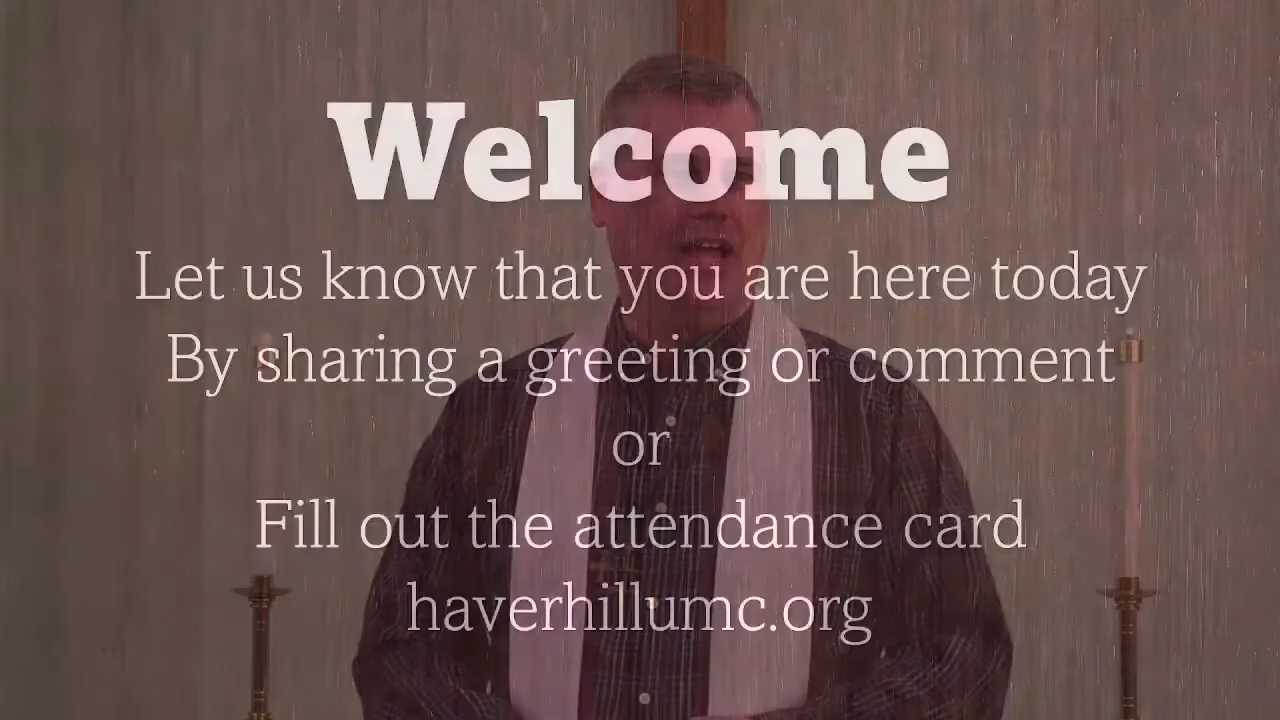 Welcome
Let us know that you are here today
By sharing a greeting or comment
or
Fill out the attendance card
haverhillumc.org